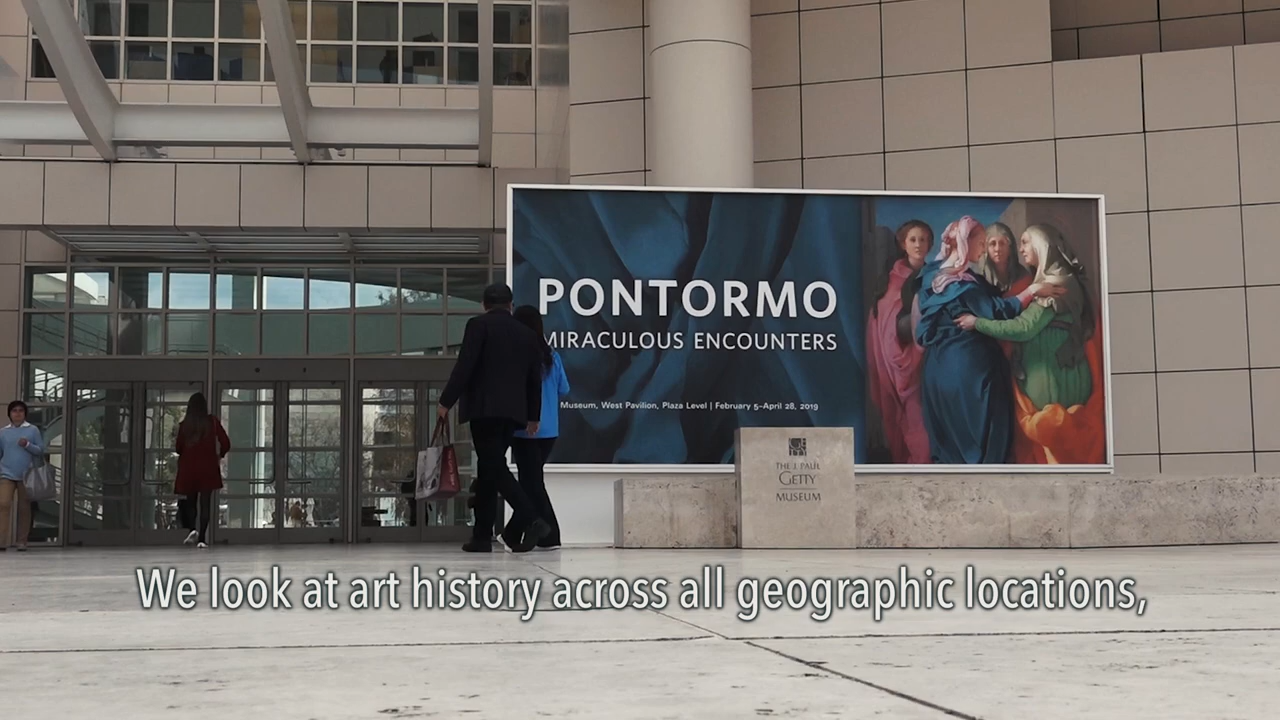 PONTORMO
MIRACULOUS ENCOUNTERS
Museum, West Pavilion, Plaza Level | February 5–April 28, 2019
THE J. PAUL
GETTY
MUSEUM
We look at art history across all geographic locations,